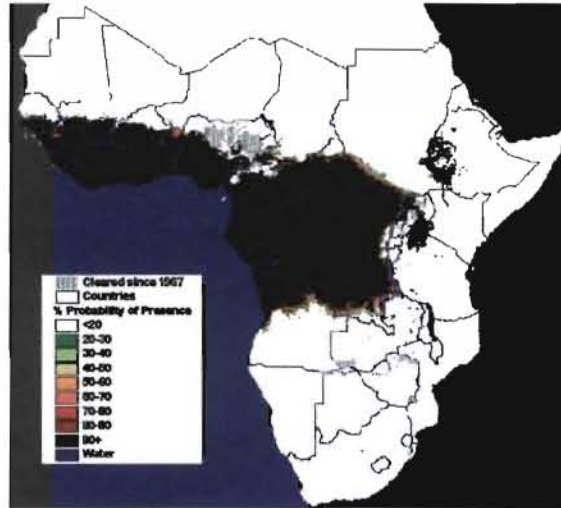 Cleared since 1967
Countries
% Probability of Presence
<20
20-30
30-40
40-50
50-60
60-70
70-80
80-90
90+
Water